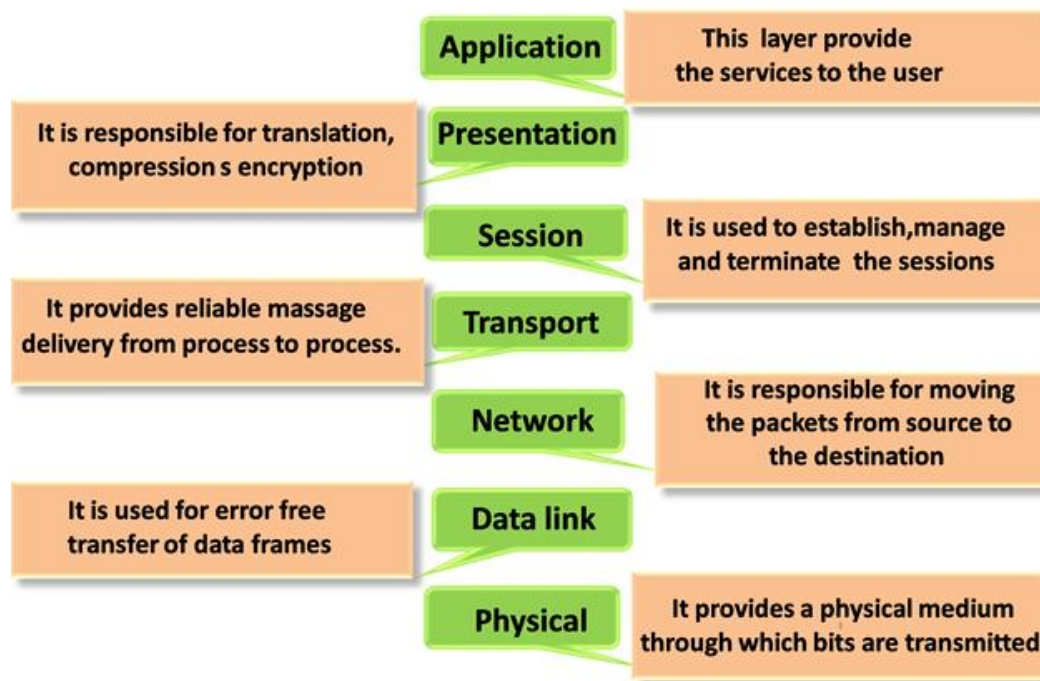 Application
This layer provide
the services to the user
Presentation
It is responsible for translation,
compression s encryption
Session
It is used to establish,manage
and terminate the sessions
Transport
It provides reliable massage
delivery from process to process.
Network
It is responsible for moving
the packets from source to
the destination
Data link
It is used for error free
transfer of data frames
Physical
It provides a physical medium
through which bits are transmitted